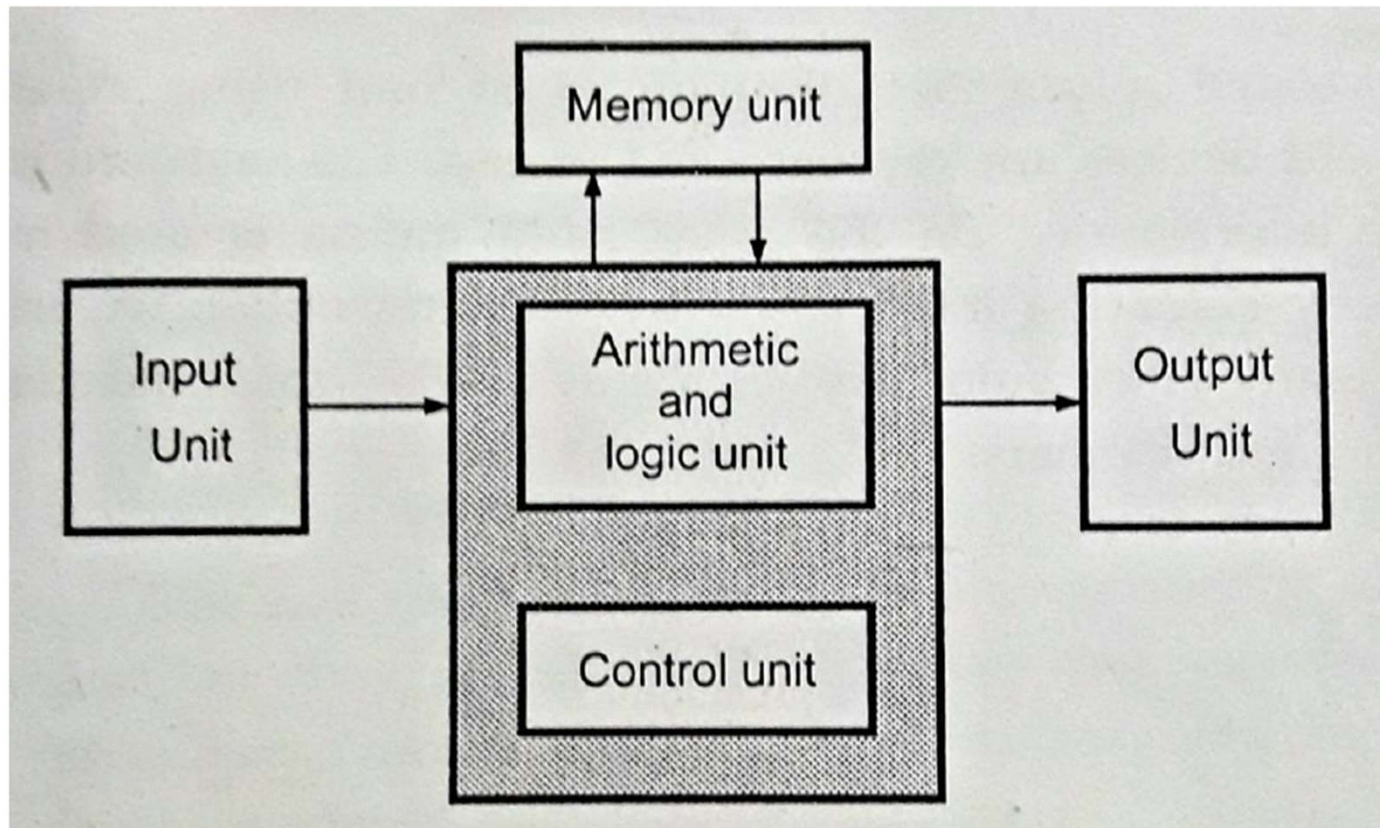 Memory unit
Input
Unit
Arithmetic
and
logic unit
Control unit
Output
Unit